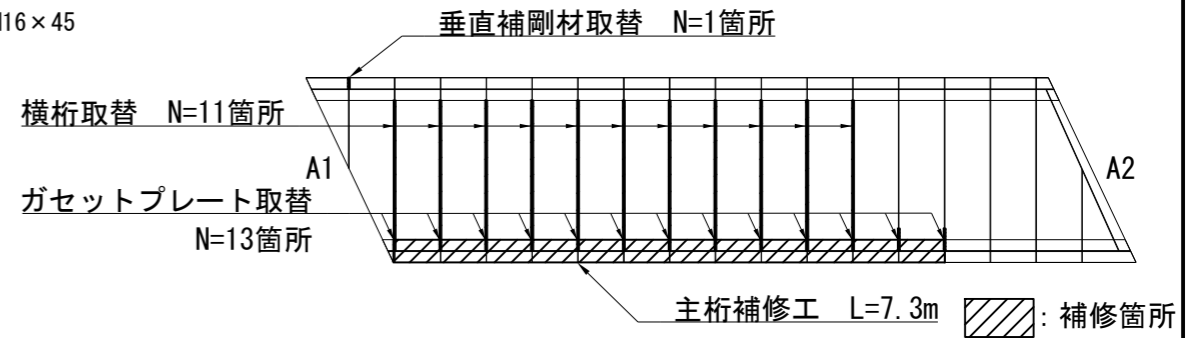 16×45
垂直補剛材取替 N=1箇所
横桁取替 N=11箇所
A1
A2
ガセットプレート取替
N=13箇所
主桁補修工 L=7.3m
：補修箇所